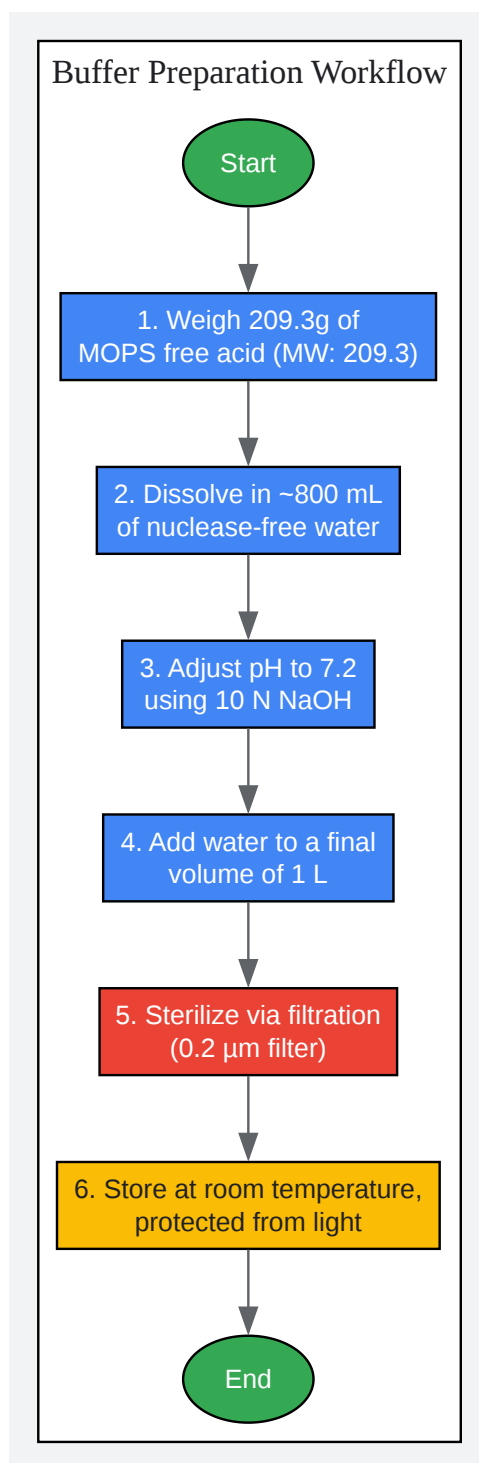 Buffer Preparation Workflow
Start
1. Weigh 209.3g of
MOPS free acid (MW: 209.3)
2. Dissolve in ~800 mL
of nuclease-free water
3. Adjust pH to 7.2
using 10 N NaOH
4. Add water to a final
volume of 1 L
5. Sterilize via filtration
(0.2 µm filter)
6. Store at room temperature,
protected from light
End